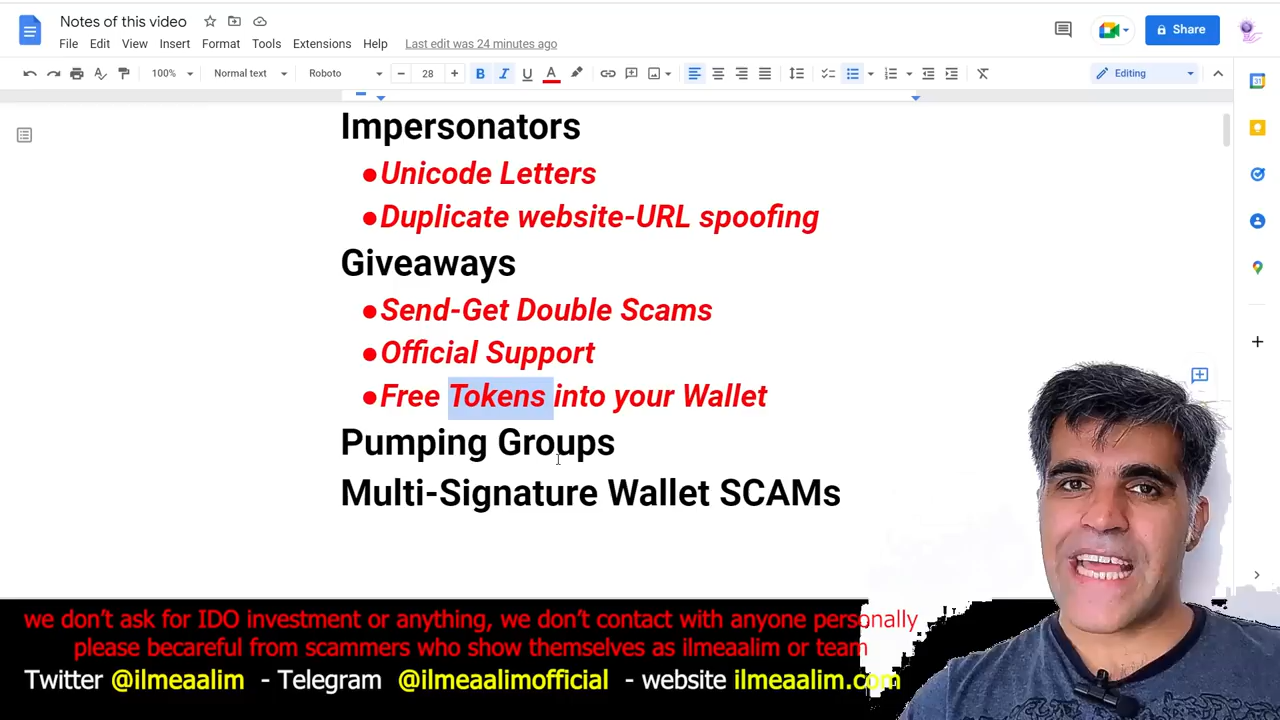 Notes of this video
File Edit View Insert Format Tools Extensions Help Last edit was 24 minutes ago
Share
100% Normal text Roboto 28 B I U A Editing
Impersonators
●Unicode Letters
●Duplicate website-URL spoofing
Giveaways
●Send-Get Double Scams
●Official Support
●Free Tokens into your Wallet
Pumping Groups
Multi-Signature Wallet SCAMs
we don't ask for IDO investment or anything, we don't contact with anyone personally
please becareful from scammers who show themselves as ilmeaalim or team
Twitter @ilmeaalim - Telegram @ilmeaalimofficial - website ilmeaalim.com